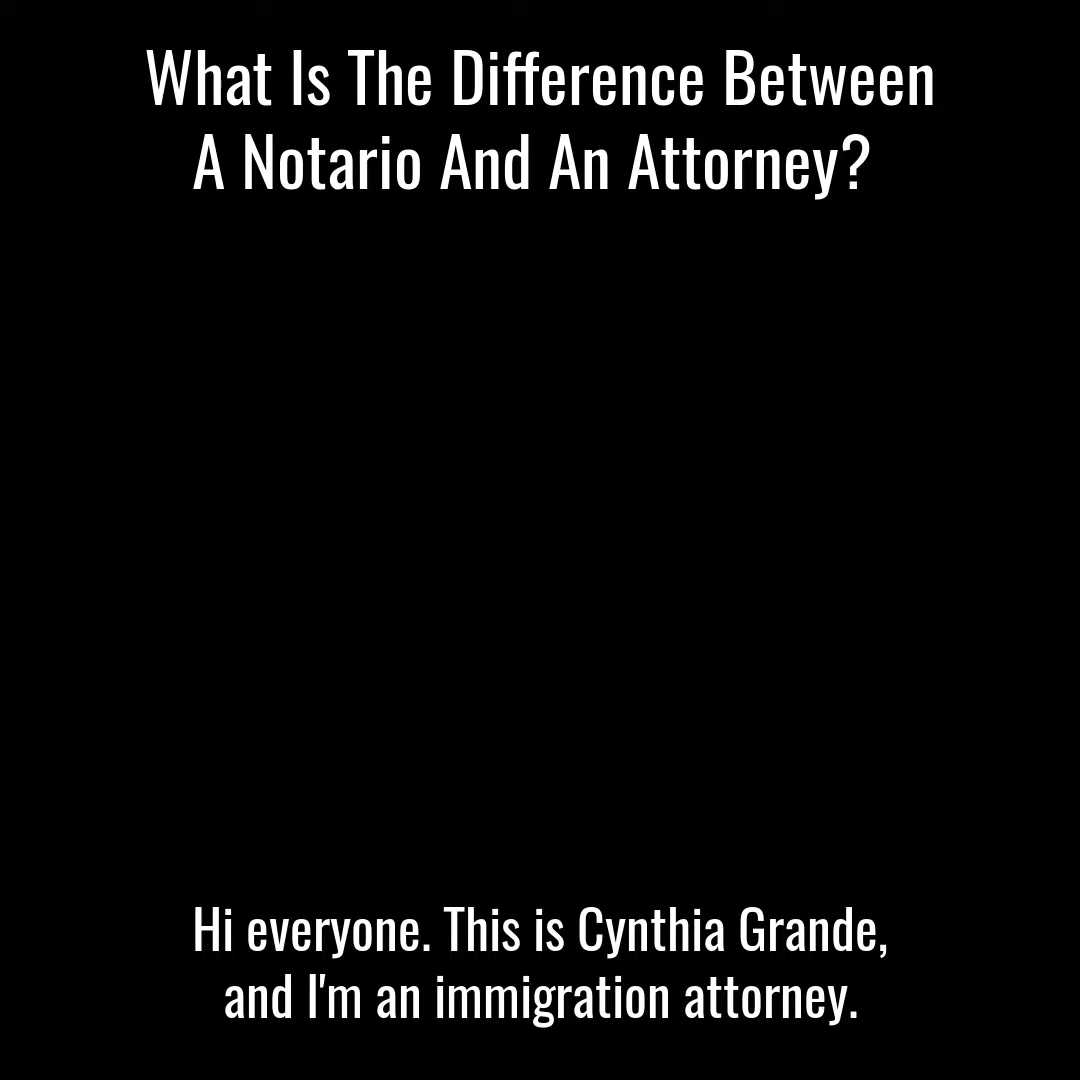 What Is The Difference Between
A Notario And An Attorney?
Hi everyone. This is Cynthia Grande,
and I'm an immigration attorney.